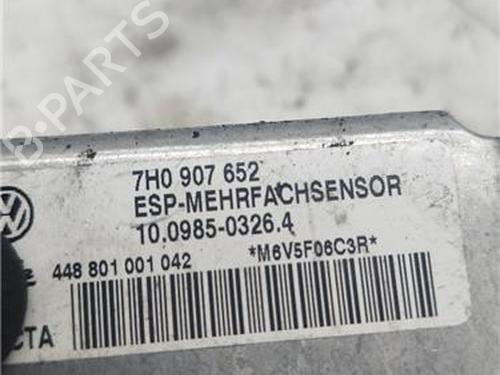 B-PARTS
7H0 907 652
ESP-MEHRFACHSENSOR
10.0985-0326.4
448 801 001 042 *M6V5F06C3R*
CTA